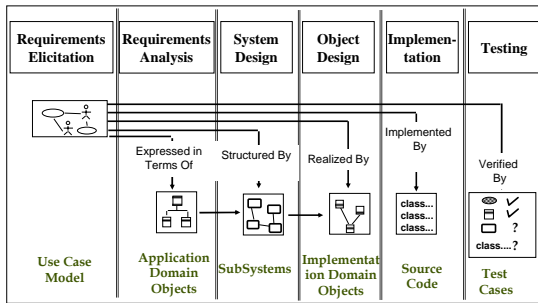 Requirements
Elicitation
Requirements
Analysis
System
Design
Object
Design
Implemen-
tation
Testing
Expressed in
Terms Of
Structured By
Realized By
Implemented
By
Verified
By
class...
class...
class...
?
class....?
Use Case
Model
Application
Domain
Objects
SubSystems
Implementat
ion Domain
Objects
Source
Code
Test
Cases